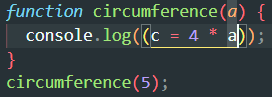 function circumference(a) {
  console.log((c = 4 * a));
}
circumference(5);